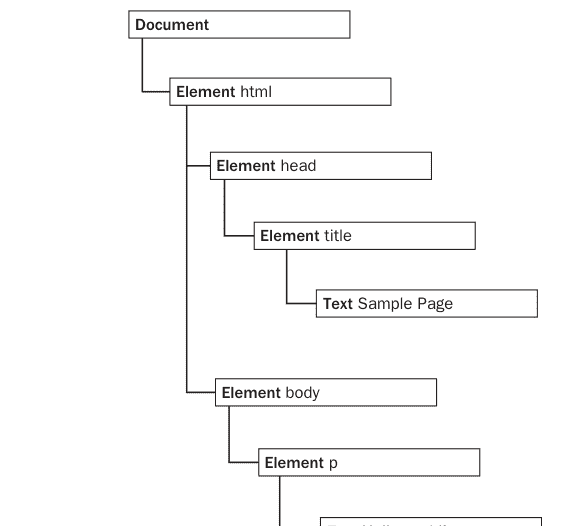 Document
Element html
Element head
Element title
Text Sample Page
Element body
Element p